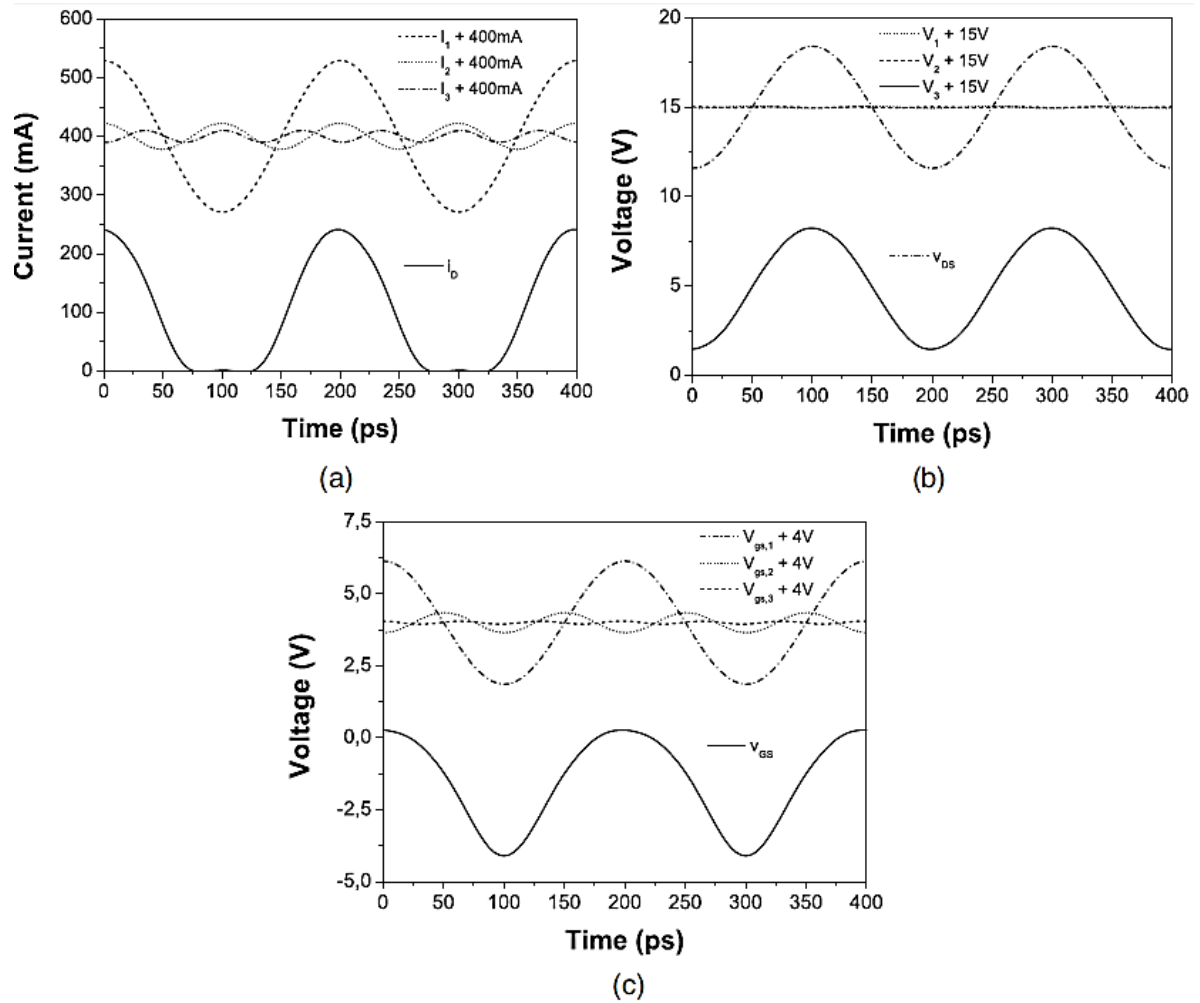 600
500
400
300
200
100
0
Current (mA)
I1 + 400mA
I2 + 400mA
I3 + 400mA
iD
0 50 100 150 200 250 300 350 400
Time (ps)
(a)
20
15
10
5
0
Voltage (V)
V1 + 15V
V2 + 15V
V3 + 15V
vDS
0 50 100 150 200 250 300 350 400
Time (ps)
(b)
7,5
5,0
2,5
0,0
-2,5
-5,0
Voltage (V)
Vgs,1 + 4V
Vgs,2 + 4V
Vgs,3 + 4V
vGS
0 50 100 150 200 250 300 350 400
Time (ps)
(c)